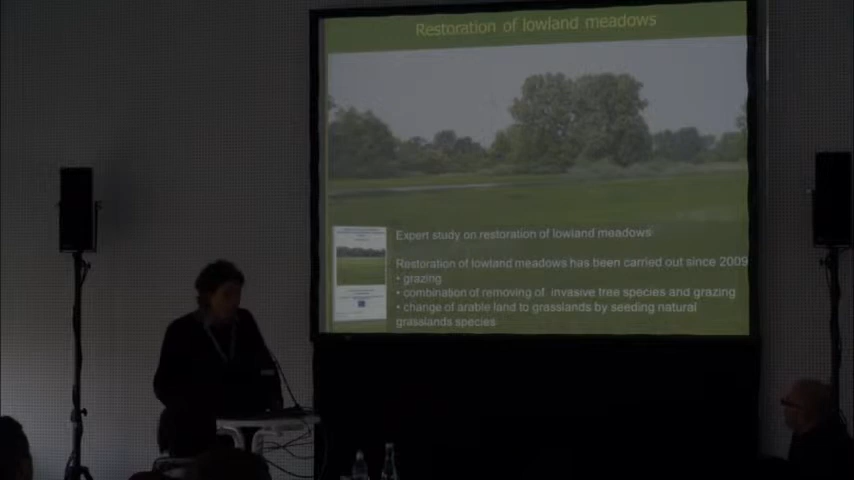 Restoration of lowland meadows
Expert study on restoration of lowland meadows
Restoration of lowland meadows has been carried out since 2009
• grazing
• combination of removing of invasive tree species and grazing
• change of arable land to grasslands by seeding natural
grasslands species